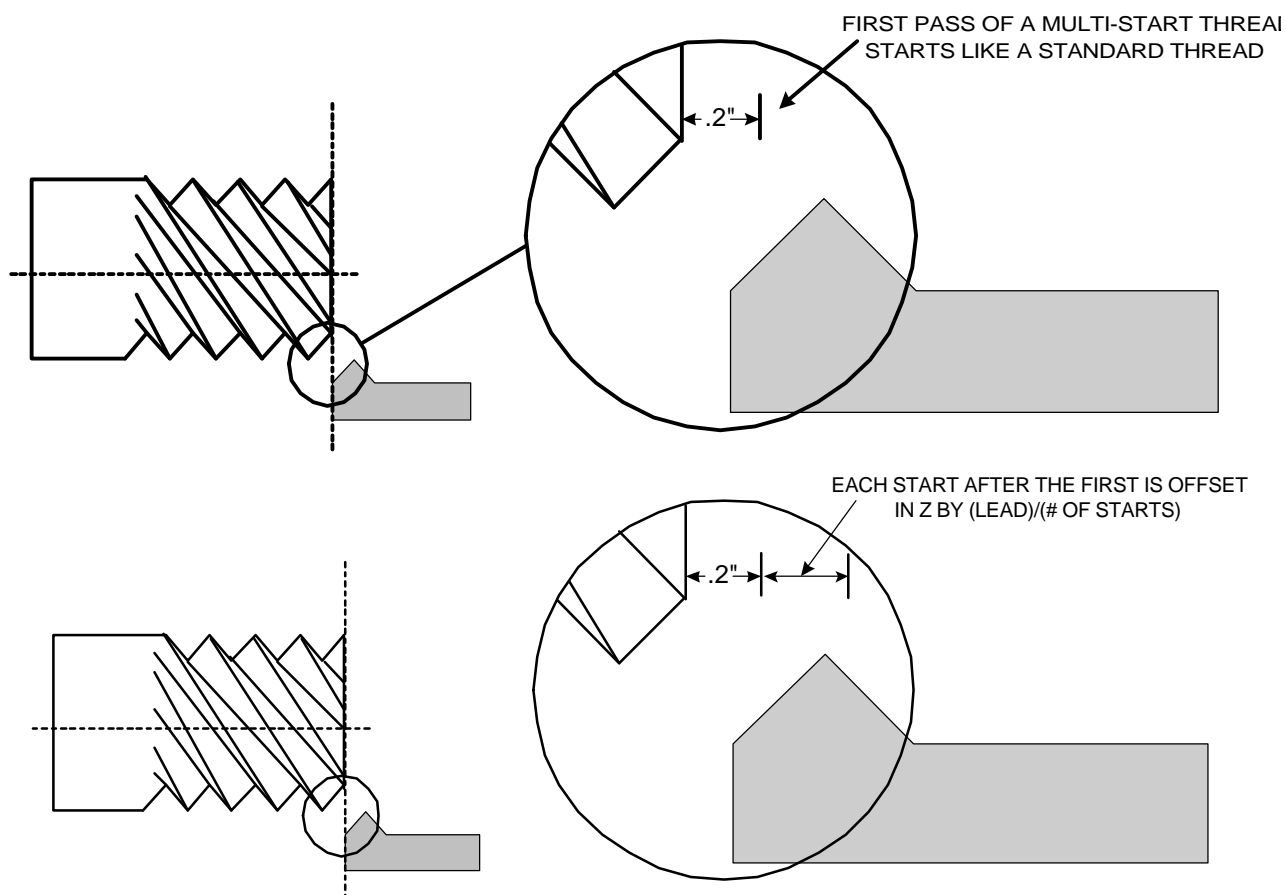 FIRST PASS OF A MULTI-START THREAD
STARTS LIKE A STANDARD THREAD
.2"
EACH START AFTER THE FIRST IS OFFSET
IN Z BY (LEAD)/(# OF STARTS)
.2"